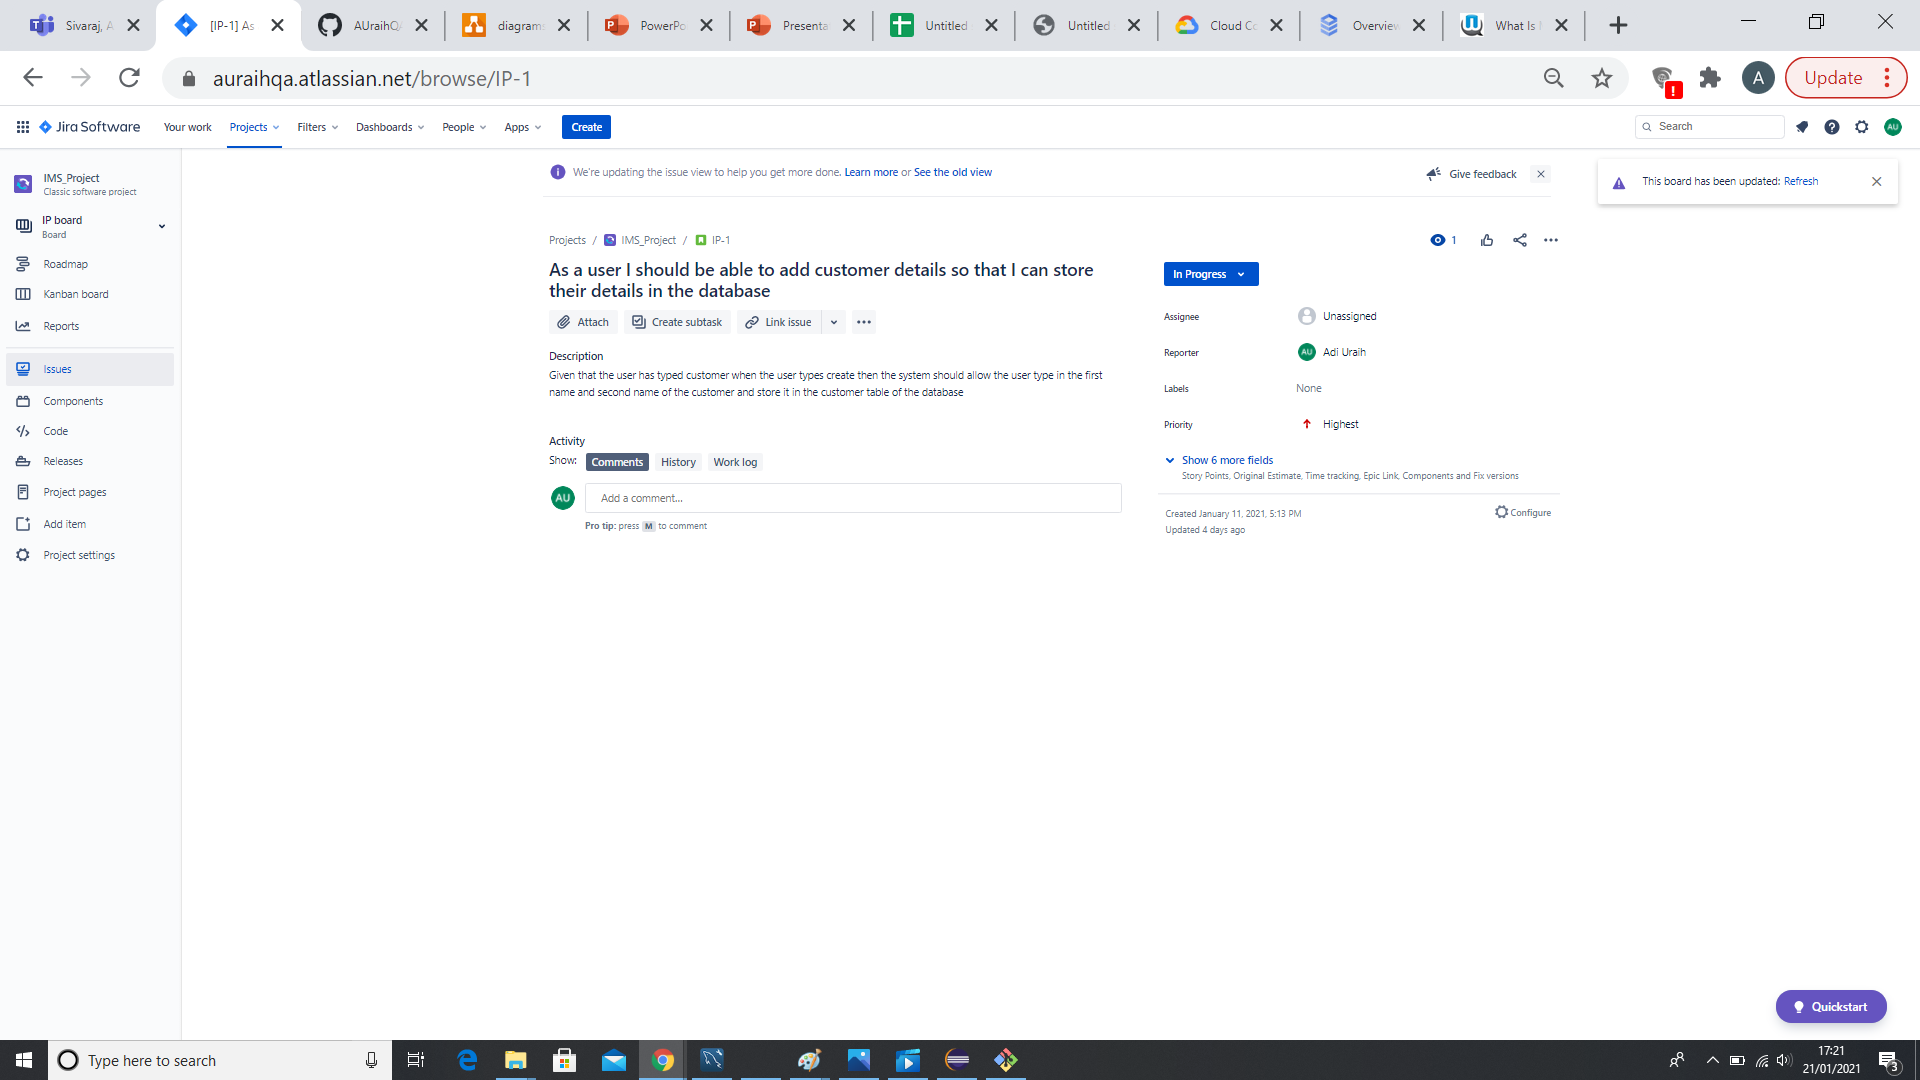 Sivaraj, A
[IP-1] As
AUraihQ
diagrams
PowerPo
Presenta
Untitled
Untitled
Cloud Co
Overview
What Is
auraihqa.atlassian.net/browse/IP-1
A
Update
Jira Software
Your work
Projects
Filters
Dashboards
People
Apps
Create
Search
AU
IMS_Project
Classic software project
IP board
Board
Roadmap
Kanban board
Reports
Issues
Components
Code
Releases
Project pages
Add item
Project settings
We're updating the issue view to help you get more done. Learn more or See the old view
Give feedback
This board has been updated: Refresh
Projects / IMS_Project / IP-1
1
As a user I should be able to add customer details so that I can store
their details in the database
Attach
Create subtask
Link issue
Description
Given that the user has typed customer when the user types create then the system should allow the user type in the first
name and second name of the customer and store it in the customer table of the database
Activity
Show: Comments History Work log
AU
Add a comment...
Pro tip: press M to comment
In Progress
Assignee
Unassigned
Reporter
AU
Adi Uraih
Labels
None
Priority
Highest
Show 6 more fields
Story Points, Original Estimate, Time tracking, Epic Link, Components and Fix versions
Created January 11, 2021, 5:13 PM
Configure
Updated 4 days ago
Quickstart
Type here to search
17:21
21/01/2021
3